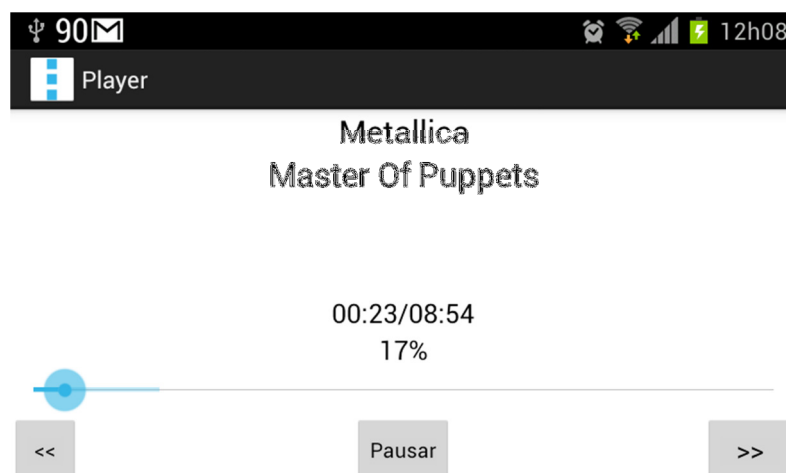 90 12h08
Player
Metallica
Master Of Puppets
00:23/08:54
17%
<< Pausar >>